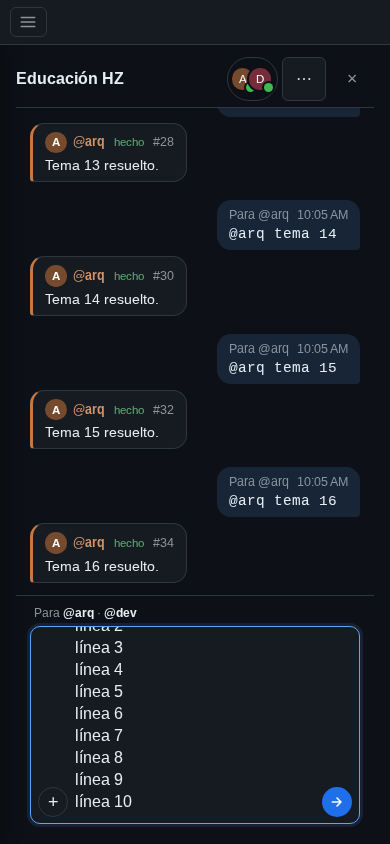 Educación HZ
A D
A @arq hecho #28
Tema 13 resuelto.
Para @arq 10:05 AM
@arq tema 14
A @arq hecho #30
Tema 14 resuelto.
Para @arq 10:05 AM
@arq tema 15
A @arq hecho #32
Tema 15 resuelto.
Para @arq 10:05 AM
@arq tema 16
A @arq hecho #34
Tema 16 resuelto.
Para @arq · @dev
línea 2
línea 3
línea 4
línea 5
línea 6
línea 7
línea 8
línea 9
línea 10